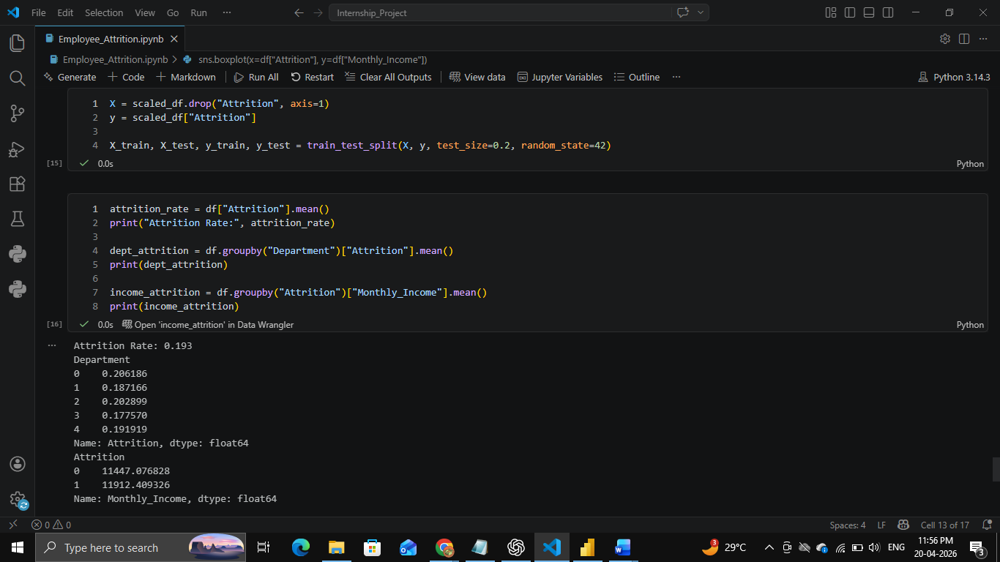 File Edit Selection View Go Run ···
Internship_Project
Employee_Attrition.ipynb
Employee_Attrition.ipynb > sns.boxplot(x=df["Attrition"], y=df["Monthly_Income"])
Generate + Code + Markdown Run All Restart Clear All Outputs View data Jupyter Variables Outline ··· Python 3.14.3
1 X = scaled_df.drop("Attrition", axis=1)
2 y = scaled_df["Attrition"]
3
4 X_train, X_test, y_train, y_test = train_test_split(X, y, test_size=0.2, random_state=42)
[15] 0.0s Python
1 attrition_rate = df["Attrition"].mean()
2 print("Attrition Rate:", attrition_rate)
3
4 dept_attrition = df.groupby("Department")["Attrition"].mean()
5 print(dept_attrition)
6
7 income_attrition = df.groupby("Attrition")["Monthly_Income"].mean()
8 print(income_attrition)
[16] 0.0s Open 'income_attrition' in Data Wrangler Python
··· Attrition Rate: 0.193
Department
0 0.206186
1 0.187166
2 0.202899
3 0.177570
4 0.191919
Name: Attrition, dtype: float64
Attrition
0 11447.076828
1 11912.409326
Name: Monthly_Income, dtype: float64
0 0 Spaces: 4 LF Cell 13 of 17
Type here to search 3 29°C ENG 11:56 PM 3
20-04-2026